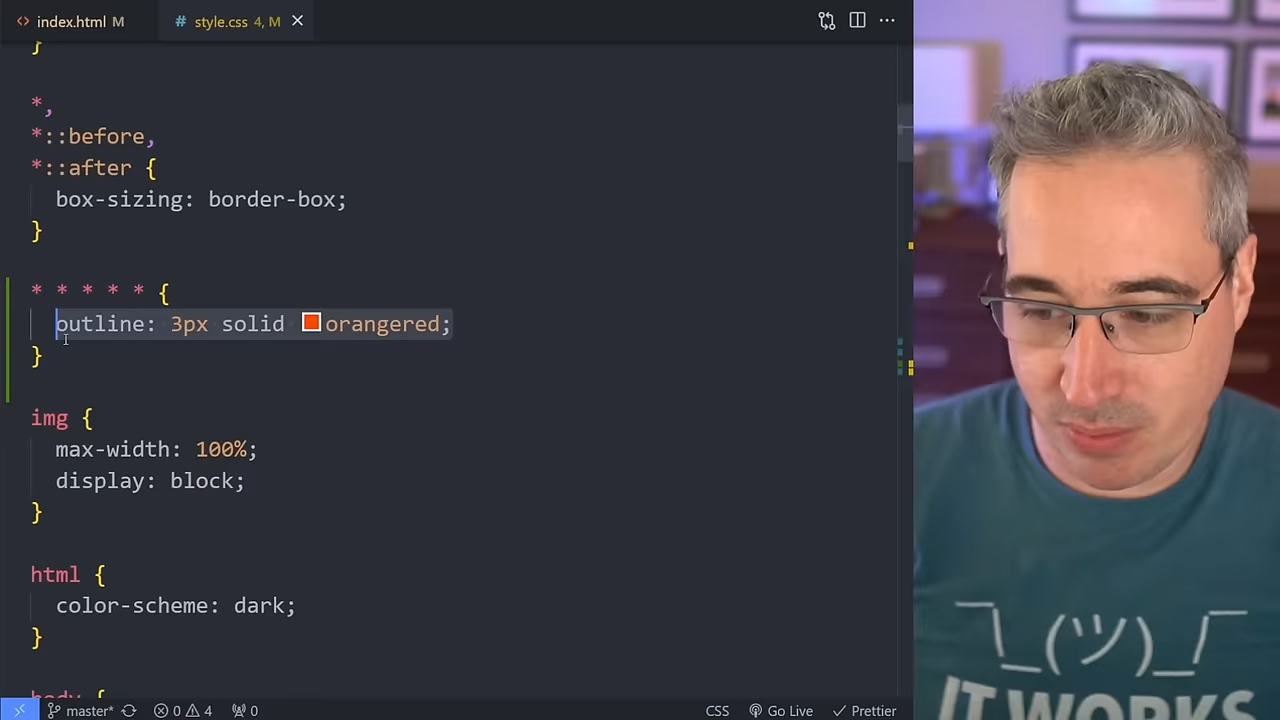 index.html M
style.css 4, M
}
*,
*::before,
*::after {
box-sizing: border-box;
}
* * * * * {
outline: 3px solid orangered;
}
img {
max-width: 100%;
display: block;
}
html {
color-scheme: dark;
}
body {
¯\_(ツ)_/¯
IT WORKS
master* 0 4 0 CSS Go Live Prettier